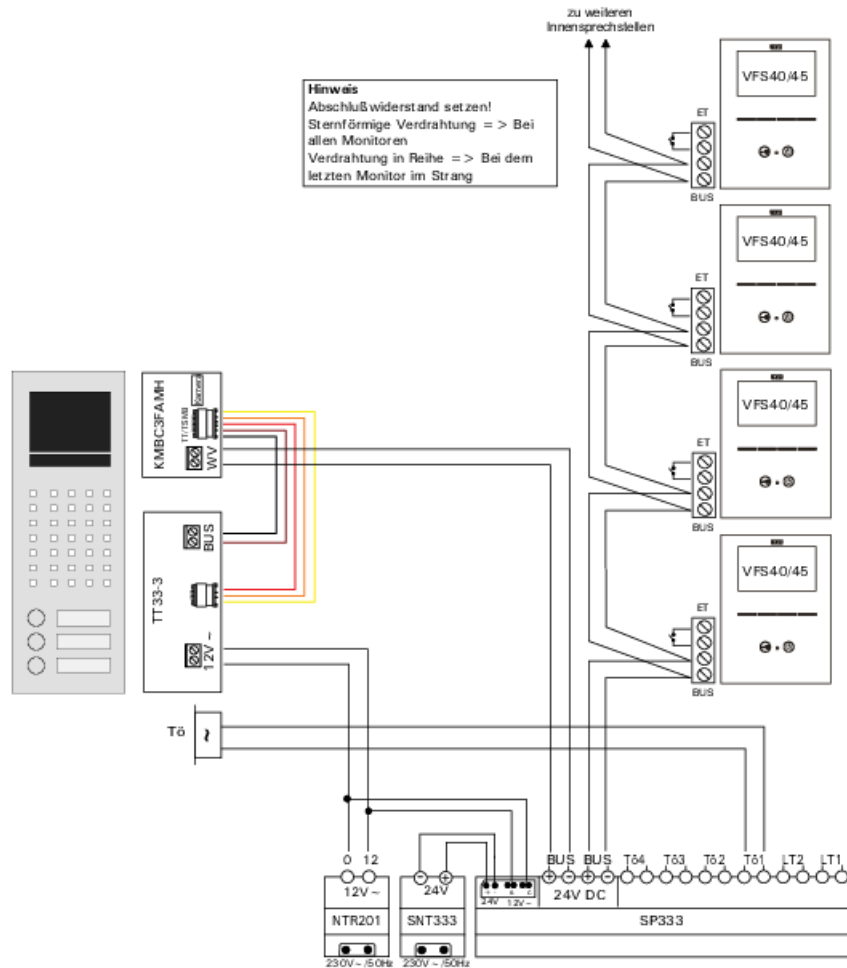 zu weiteren
Innensprechstellen
Hinweis
Abschlußwiderstand setzen!
Sternförmige Verdrahtung => Bei
allen Monitoren
Verdrahtung in Reihe => Bei dem
letzten Monitor im Strang
VFS40/45
ET
BUS
VFS40/45
ET
BUS
VFS40/45
ET
BUS
VFS40/45
ET
BUS
KMBC3FAMH
Kamera
TT/TSMB
WV
TT33-3
BUS
12V ~
Tö
~
0 12
12V ~
NTR201
230V ~ /50Hz
- +
24V
SNT333
230V ~ /50Hz
24V 12V ~
BUS BUS Tö4 Tö3 Tö2 Tö1 LT2 LT1
+ - + -
24V DC
SP333